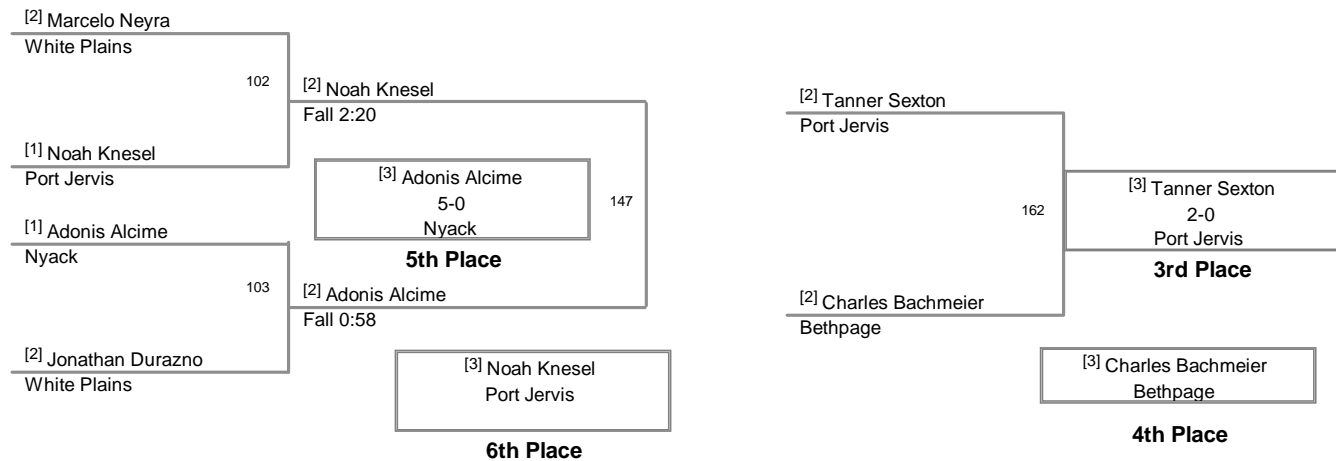 [2] Marcelo Neyra
White Plains
102
[2] Noah Knesel
Fall 2:20
[1] Noah Knesel
Port Jervis
[3] Adonis Alcime
5-0
Nyack
5th Place
147
[1] Adonis Alcime
Nyack
103
[2] Adonis Alcime
Fall 0:58
[2] Jonathan Durazno
White Plains
[3] Noah Knesel
Port Jervis
6th Place
[2] Tanner Sexton
Port Jervis
162
[3] Tanner Sexton
2-0
Port Jervis
3rd Place
[2] Charles Bachmeier
Bethpage
[3] Charles Bachmeier
Bethpage
4th Place